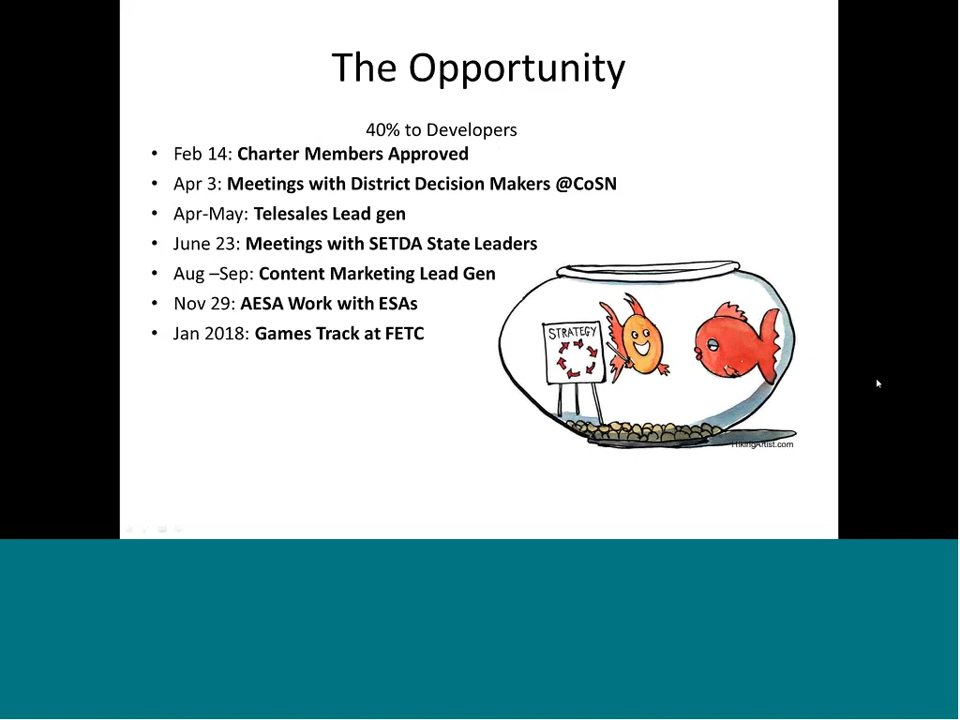 The Opportunity
40% to Developers
• Feb 14: Charter Members Approved
• Apr 3: Meetings with District Decision Makers @CoSN
• Apr-May: Telesales Lead gen
• June 23: Meetings with SETDA State Leaders
• Aug –Sep: Content Marketing Lead Gen
• Nov 29: AESA Work with ESAs
• Jan 2018: Games Track at FETC
STRATEGY
HikingArtist.com